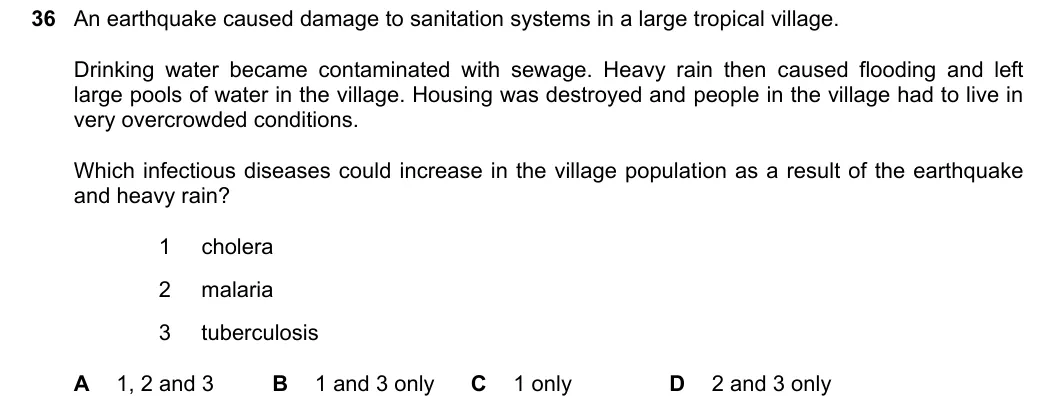 36 An earthquake caused damage to sanitation systems in a large tropical village.
Drinking water became contaminated with sewage. Heavy rain then caused flooding and left
large pools of water in the village. Housing was destroyed and people in the village had to live in
very overcrowded conditions.
Which infectious diseases could increase in the village population as a result of the earthquake
and heavy rain?
1 cholera
2 malaria
3 tuberculosis
A 1, 2 and 3 B 1 and 3 only C 1 only D 2 and 3 only